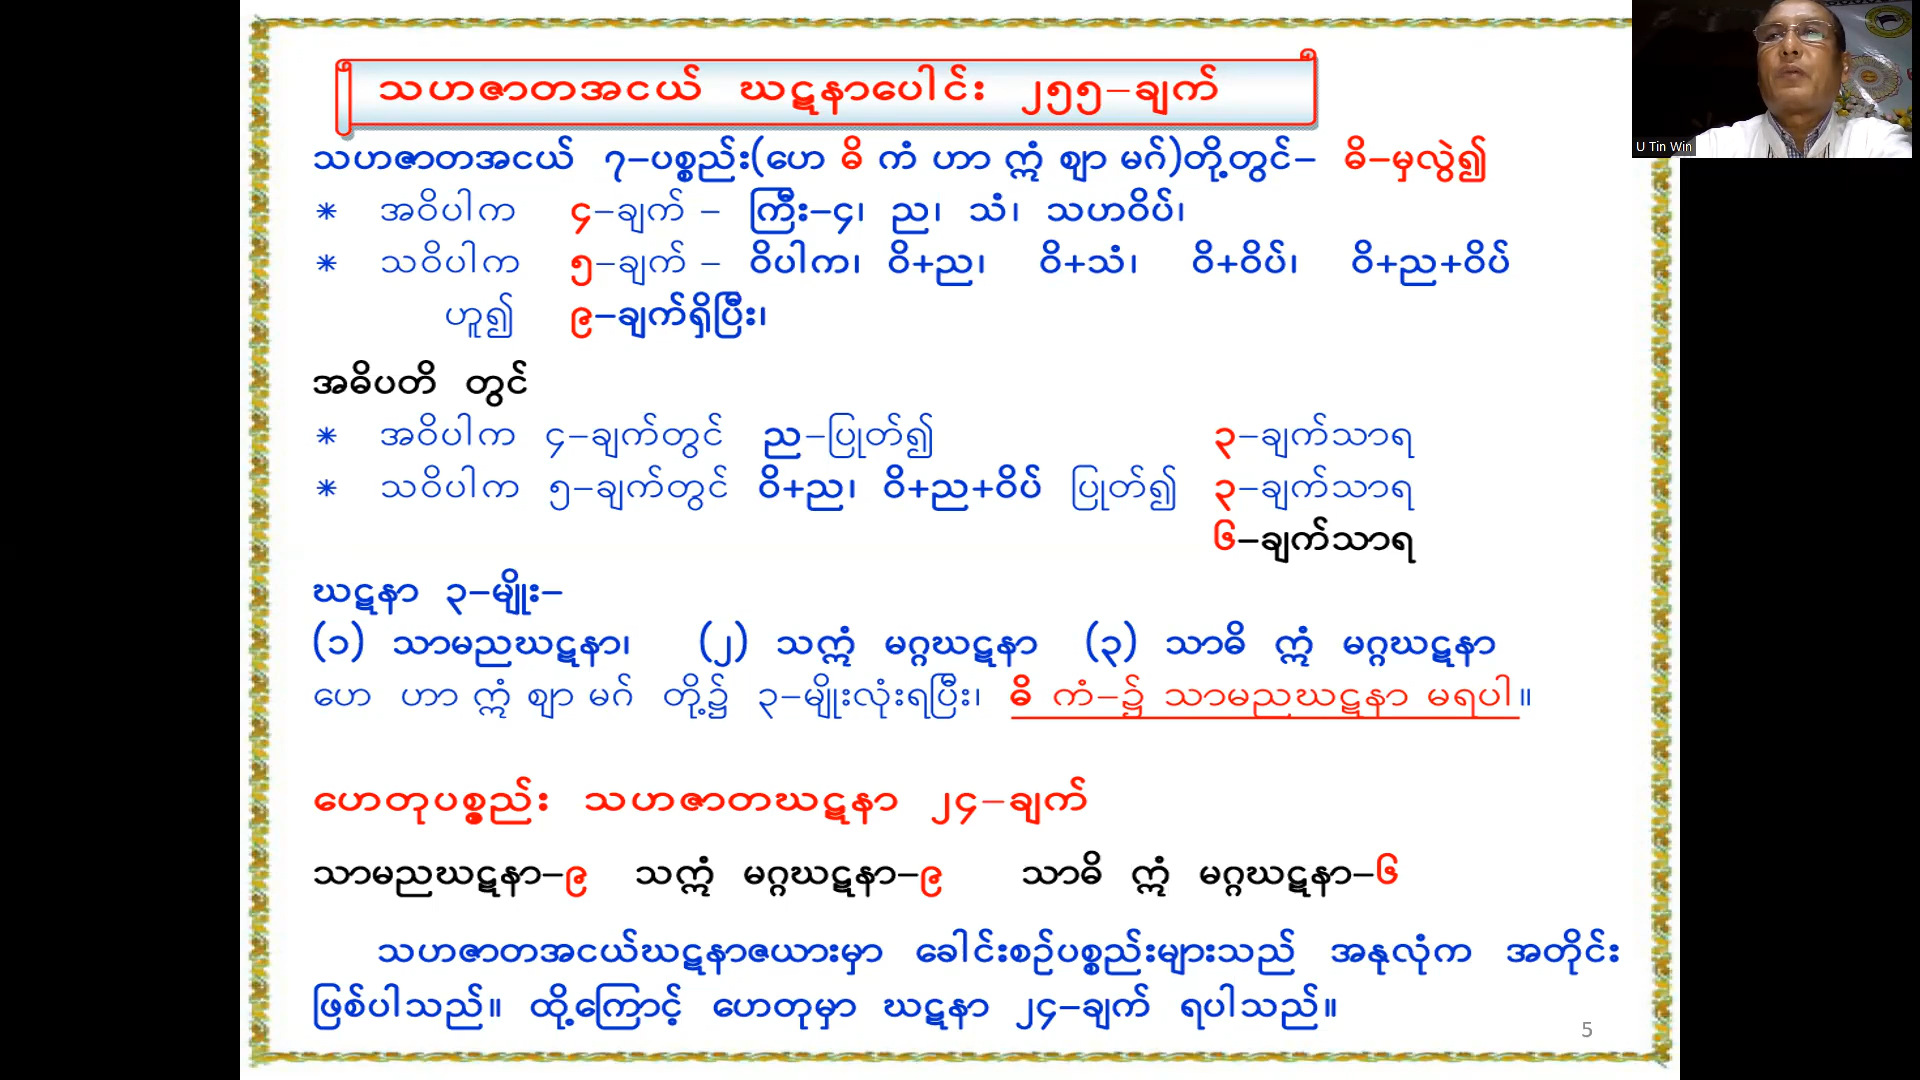 သဟဇာတအငယ် ဃဋနာပေါင်း ၂၅၅-ချက်
သဟဇာတအငယ် ၇-ပစ္စည်း(ဟေ ဓိ ကံ ဟာ ဣံ ဈာ မဂ်)တို့တွင်- ဓိ-မှလွဲ၍
* အဝိပါက ၄-ချက် - ကြီး-၄၊ ည၊ သံ၊ သဟဝိပ်၊
* သဝိပါက ၅-ချက် - ဝိပါက၊ ဝိ+ည၊ ဝိ+သံ၊ ဝိ+ဝိပ်၊ ဝိ+ည+ဝိပ်
ဟူ၍ ၉-ချက်ရှိပြီး၊
အဓိပတိ တွင်
* အဝိပါက ၄-ချက်တွင် ည-ပြုတ်၍ ၃-ချက်သာရ
* သဝိပါက ၅-ချက်တွင် ဝိ+ည၊ ဝိ+ည+ဝိပ် ပြုတ်၍ ၃-ချက်သာရ
၆-ချက်သာရ
ဃဋနာ ၃-မျိုး-
(၁) သာမညဃဋနာ၊ (၂) သဣံ မဂ္ဂဃဋနာ (၃) သာဓိ ဣံ မဂ္ဂဃဋနာ
ဟေ ဟာ ဣံ ဈာ မဂ် တို့၌ ၃-မျိုးလုံးရပြီး၊ ဓိ ကံ-၌ သာမညဃဋနာ မရပါ။
ဟေတုပစ္စည်း သဟဇာတဃဋနာ ၂၄-ချက်
သာမညဃဋနာ-၉ သဣံ မဂ္ဂဃဋနာ-၉ သာဓိ ဣံ မဂ္ဂဃဋနာ-၆
သဟဇာတအငယ်ဃဋနာဇယားမှာ ခေါင်းစဉ်ပစ္စည်းများသည် အနုလုံက အတိုင်း
ဖြစ်ပါသည်။ ထို့ကြောင့် ဟေတုမှာ ဃဋနာ ၂၄-ချက် ရပါသည်။
5
U Tin Win